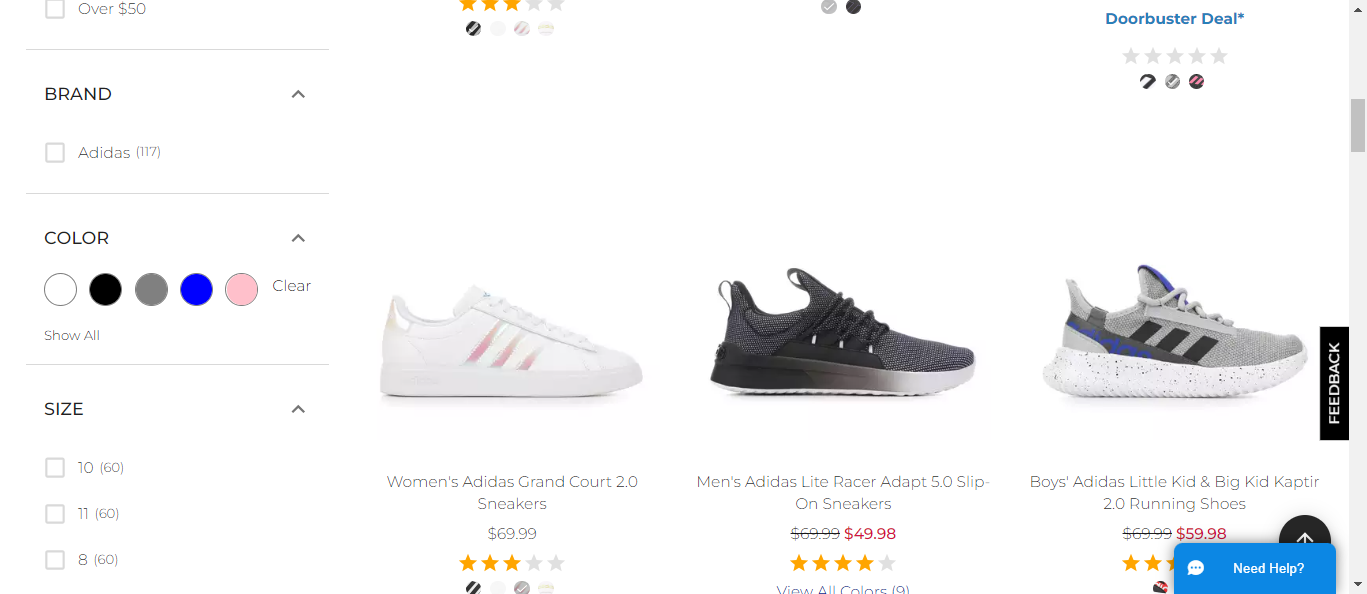 Over $50
BRAND
Adidas (117)
COLOR
Clear
Show All
SIZE
10 (60)
11 (60)
8 (60)
Doorbuster Deal*
Women's Adidas Grand Court 2.0
Sneakers
$69.99
Men's Adidas Lite Racer Adapt 5.0 Slip-
On Sneakers
$69.99 $49.98
View All Colors (9)
Boys' Adidas Little Kid & Big Kid Kaptir
2.0 Running Shoes
$69.99 $59.98
FEEDBACK
Need Help?